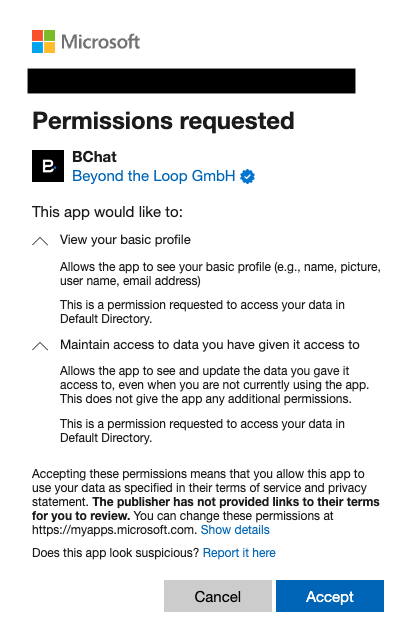 Microsoft
Permissions requested
BChat
Beyond the Loop GmbH
This app would like to:
View your basic profile
Allows the app to see your basic profile (e.g., name, picture,
user name, email address)
This is a permission requested to access your data in
Default Directory.
Maintain access to data you have given it access to
Allows the app to see and update the data you gave it
access to, even when you are not currently using the app.
This does not give the app any additional permissions.
This is a permission requested to access your data in
Default Directory.
Accepting these permissions means that you allow this app to
use your data as specified in their terms of service and privacy
statement. The publisher has not provided links to their terms
for you to review. You can change these permissions at
https://myapps.microsoft.com. Show details
Does this app look suspicious? Report it here
Cancel
Accept